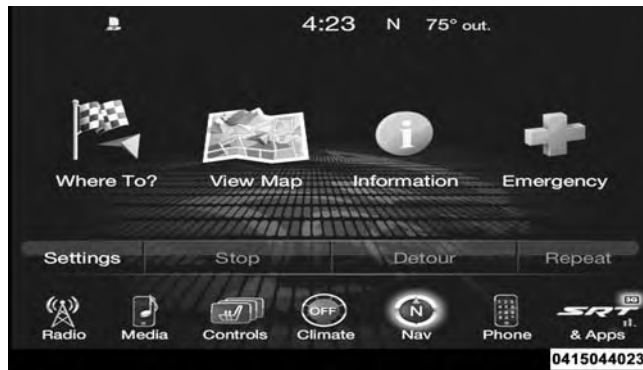 4:23 N 75° out.
Where To? View Map Information Emergency
Settings Stop Detour Repeat
OFF N 3G SRT
Radio Media Controls Climate Nav Phone & Apps
0415044023